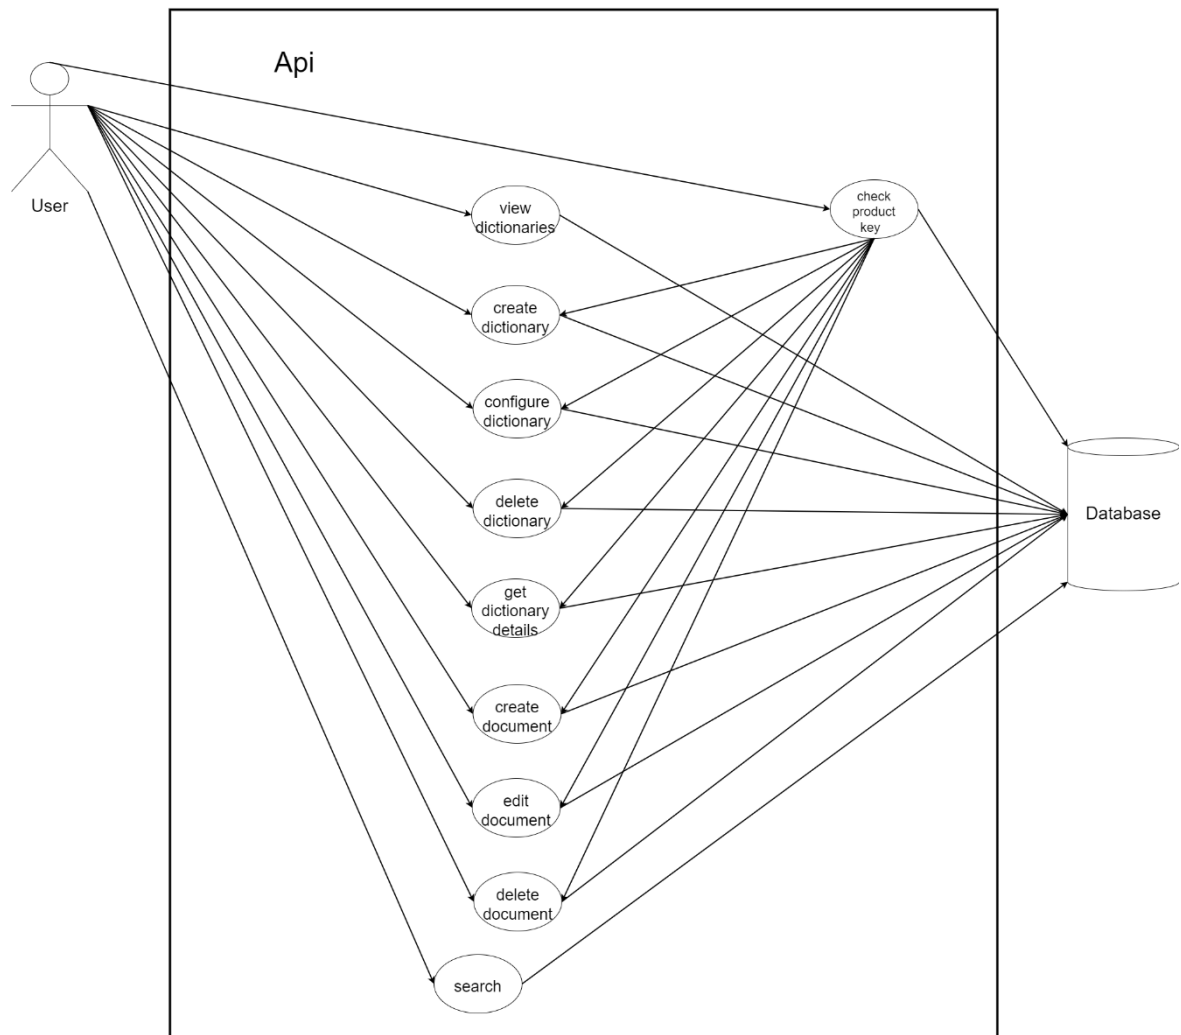 Api
User
view
dictionaries
check
product
key
create
dictionary
configure
dictionary
delete
dictionary
Database
get
dictionary
details
create
document
edit
document
delete
document
search